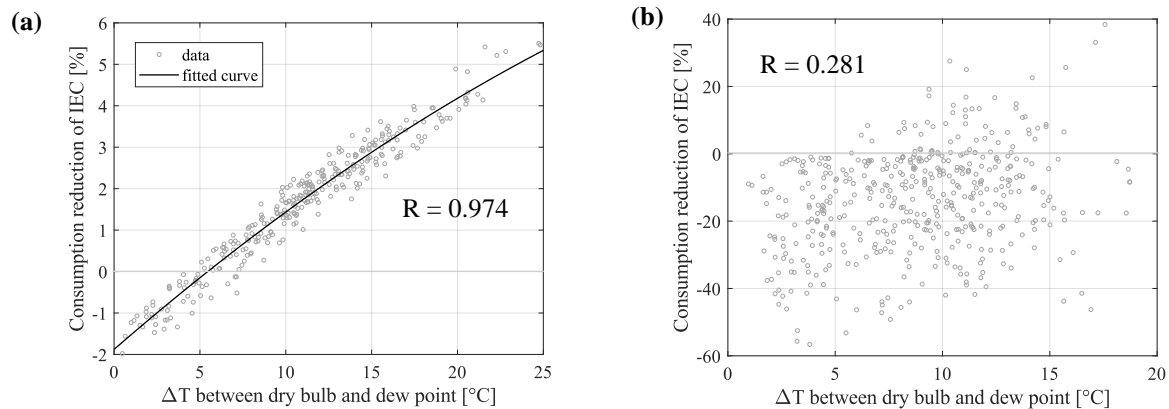 (a)
Consumption reduction of IEC [%]
6
5
4
3
2
1
0
-1
-2
data
fitted curve
R = 0.974
0
5
10
15
20
25
ΔT between dry bulb and dew point [°C]
(b)
Consumption reduction of IEC [%]
40
20
0
-20
-40
-60
R = 0.281
0
5
10
15
20
ΔT between dry bulb and dew point [°C]